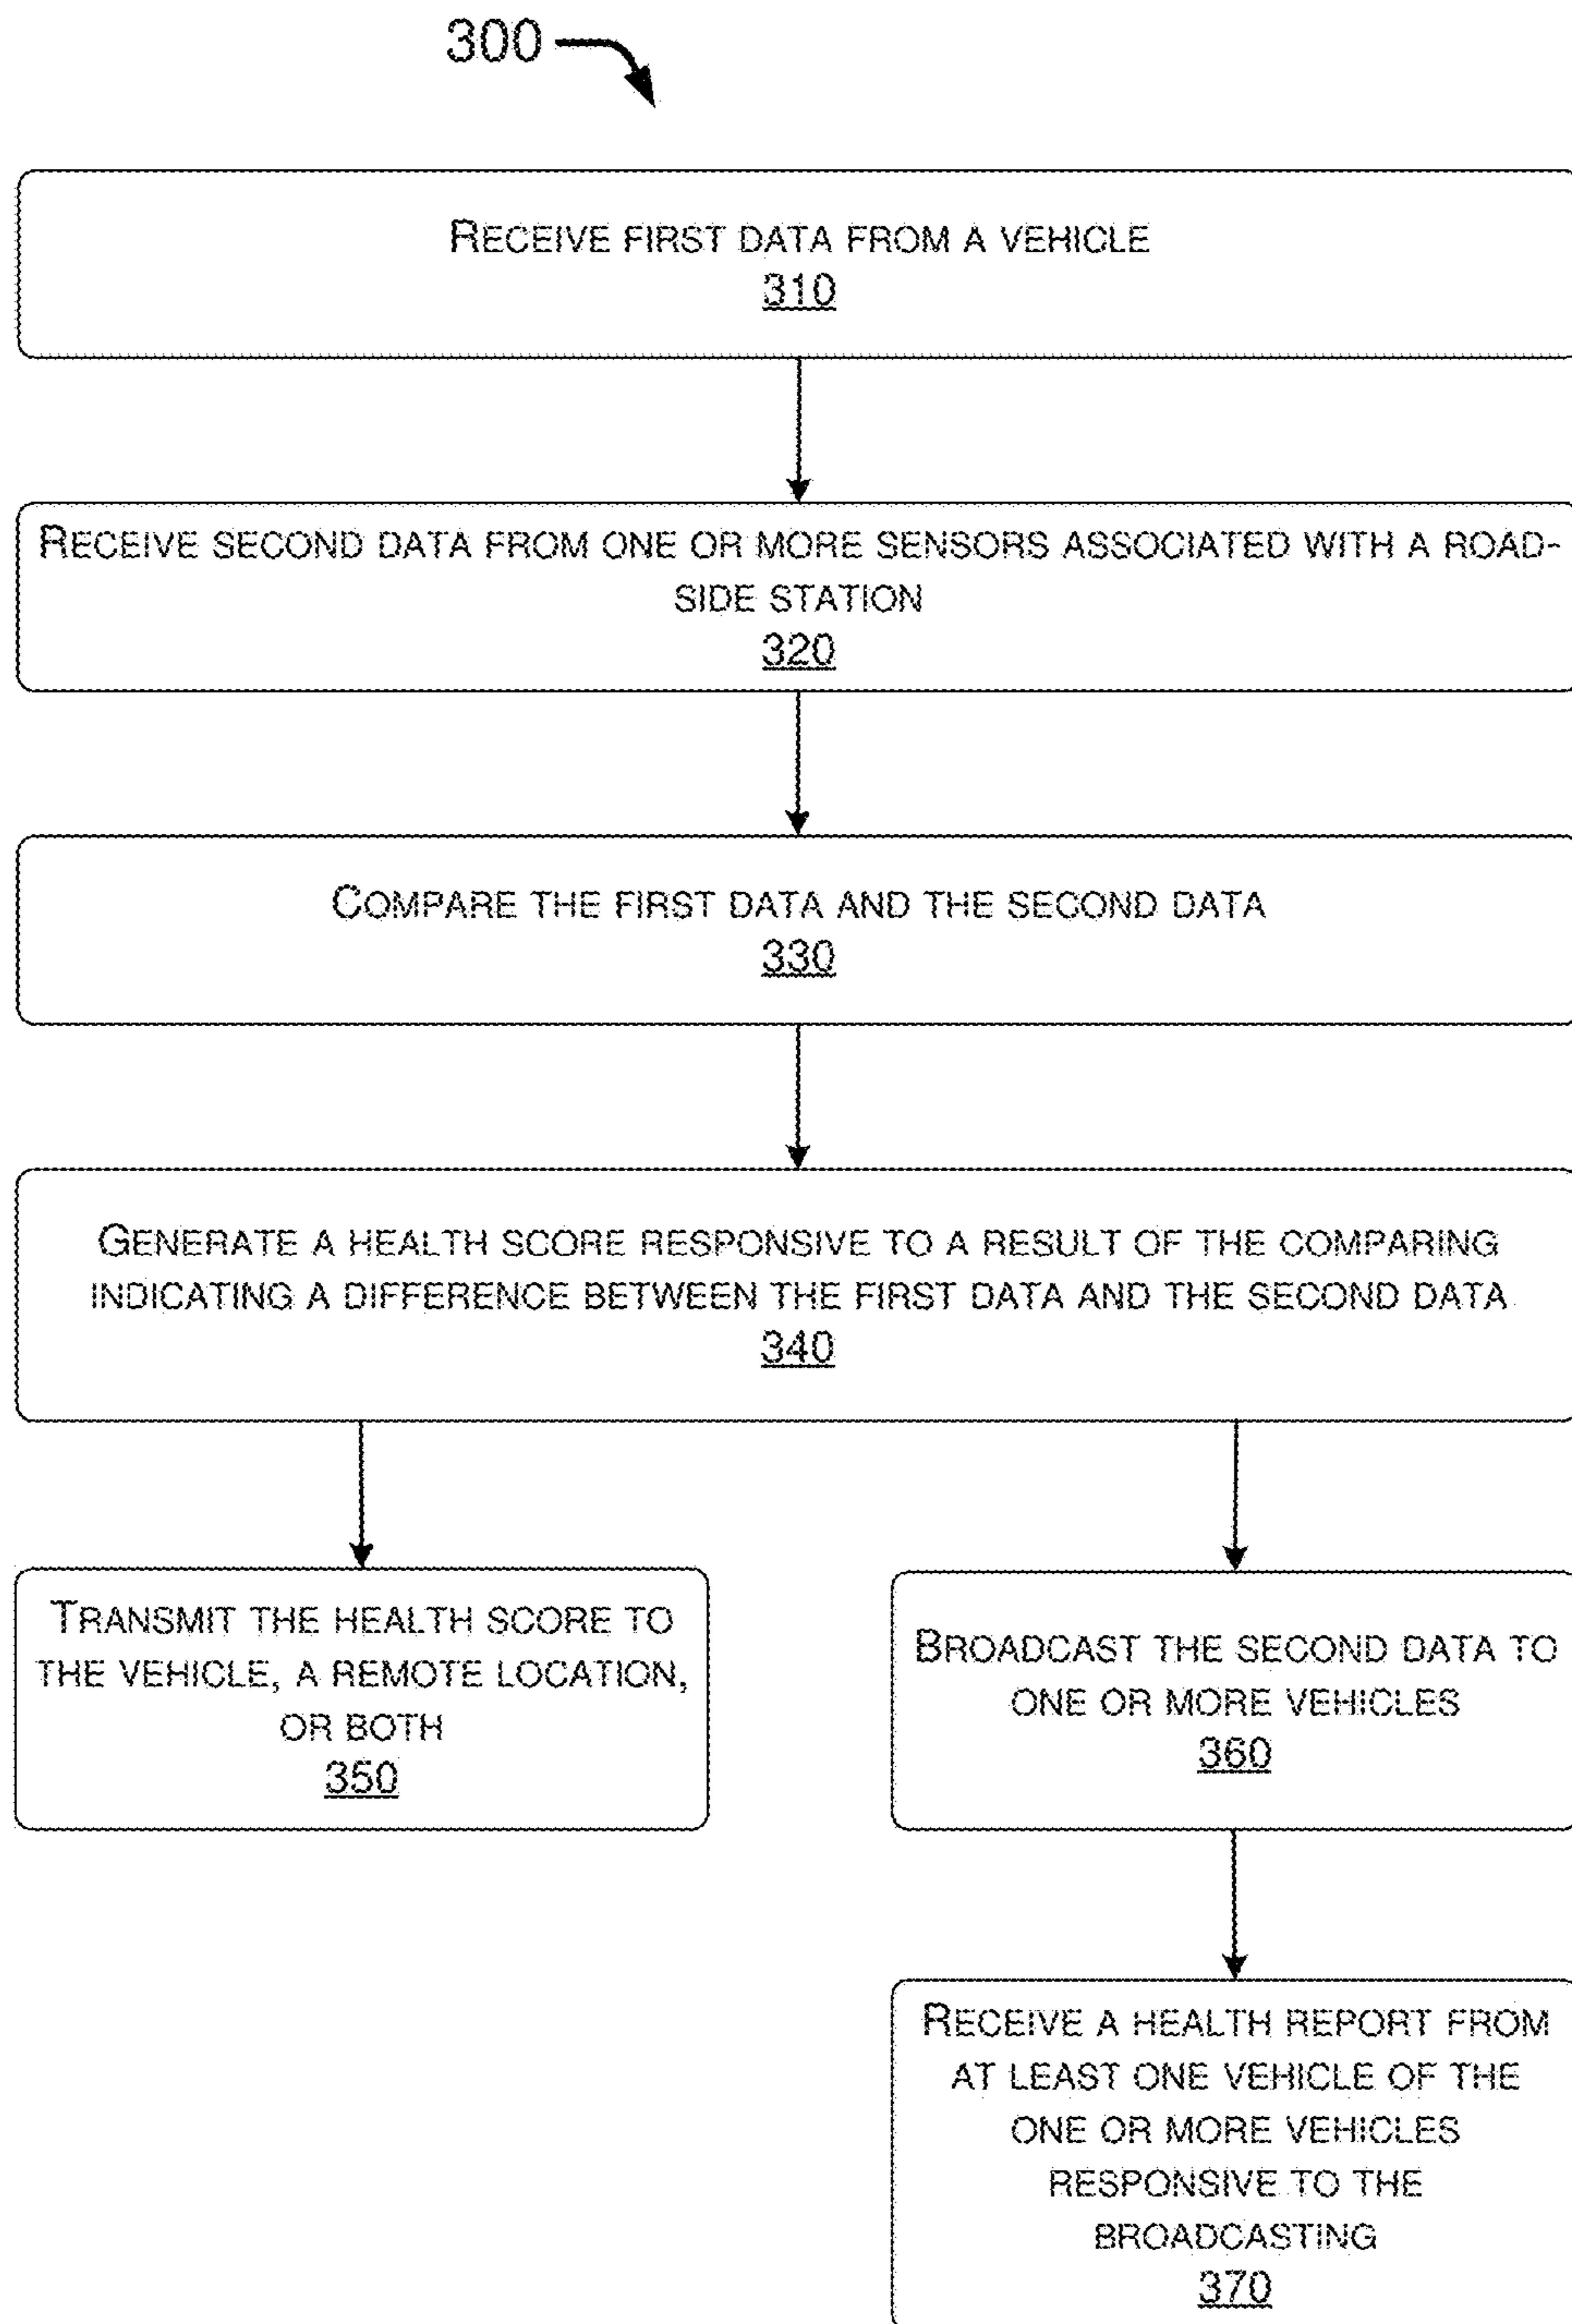 300
RECEIVE FIRST DATA FROM A VEHICLE
310
RECEIVE SECOND DATA FROM ONE OR MORE SENSORS ASSOCIATED WITH A ROAD-
SIDE STATION
320
COMPARE THE FIRST DATA AND THE SECOND DATA
330
GENERATE A HEALTH SCORE RESPONSIVE TO A RESULT OF THE COMPARING
INDICATING A DIFFERENCE BETWEEN THE FIRST DATA AND THE SECOND DATA
340
TRANSMIT THE HEALTH SCORE TO
THE VEHICLE, A REMOTE LOCATION,
OR BOTH
350
BROADCAST THE SECOND DATA TO
ONE OR MORE VEHICLES
360
RECEIVE A HEALTH REPORT FROM
AT LEAST ONE VEHICLE OF THE
ONE OR MORE VEHICLES
RESPONSIVE TO THE
BROADCASTING
370